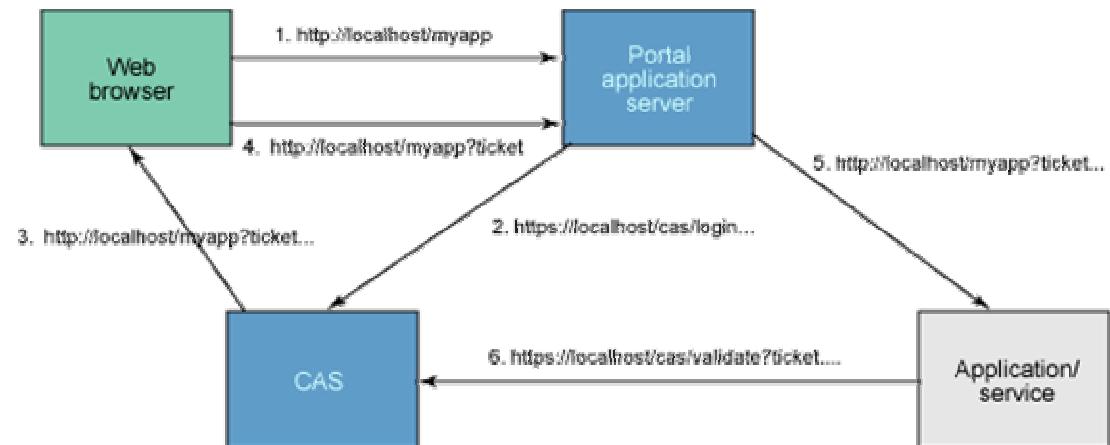 1. http://localhost/myapp
Web
browser
Portal
application
server
4. http://localhost/myapp?ticket
5. http://localhost/myapp?ticket...
2. https://localhost/cas/login...
3. http://localhost/myapp?ticket...
6. https://localhost/cas/validate?ticket....
CAS
Application/
service